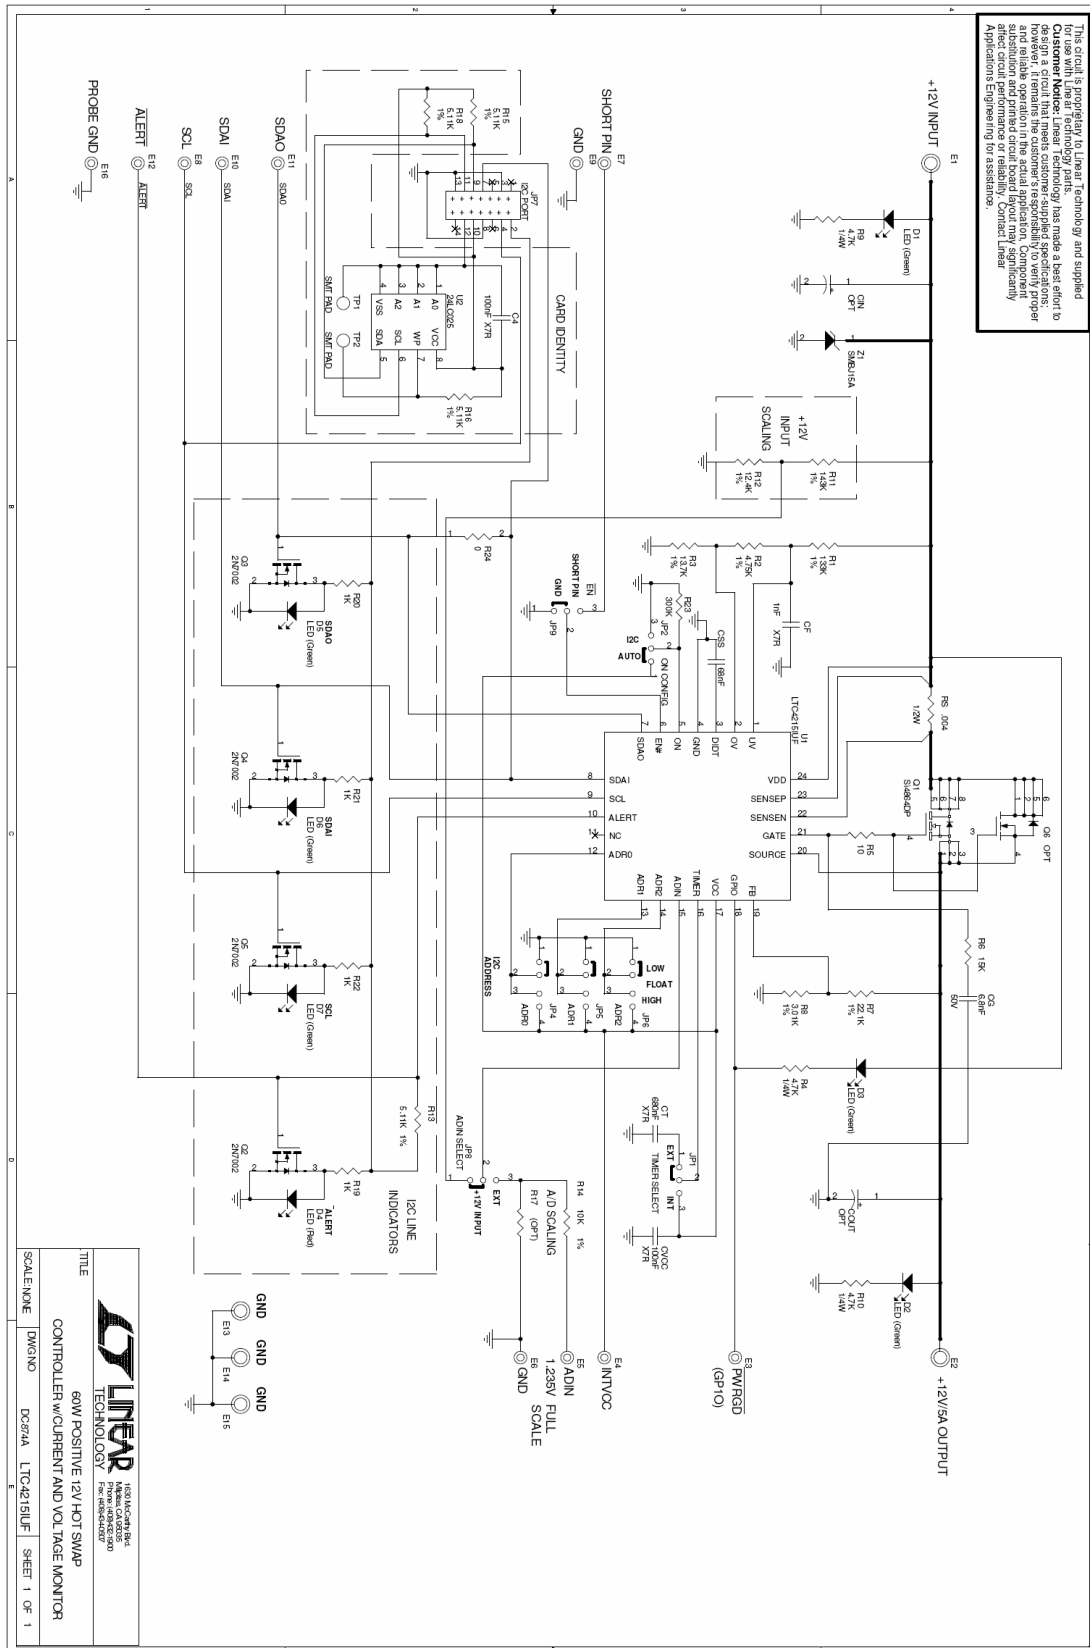 This circuit is proprietary to Linear Technology and supplied
for use with Linear Technology parts.
Customer Notice: Linear Technology has made a best effort to
design a circuit that meets customer-supplied specifications;
however, it remains the customer's responsibility to verify proper
and reliable operation in the actual application, Component
substitution and printed circuit board layout may significantly
affect circuit performance or reliability. Contact Linear
Applications Engineering for assistance.
+12V INPUT
E1
D1
LED (Green)
R9
4.7K
1/4W
CIN
OPT
Z1
SMBJ15A
+12V
INPUT
SCALING
R11
143K
1%
R12
12.4K
1%
R1
133K
1%
R2
4.75K
1%
R3
13.7K
1%
CF
1nF X7R
RS .004
1/2W
Q1
Si4864DP
Q6 OPT
R5
10
R6 15K
CG
6.8nF
50V
R7
22.1K
1%
R8
3.01K
1%
D3
LED (Green)
R4
4.7K
1/4W
COUT
OPT
D2
LED (Green)
R10
4.7K
1/4W
E2
+12V/5A OUTPUT
E3
PWRGD
(GPIO)
SHORT PIN
E7
GND
E9
EN
SHORT PIN
GND
JP9
R23
300K
I2C
AUTO
JP2
ON CONFIG
CSS
68nF
U1
LTC4215IUF
UV
OV
DIDT
GND
ON
EN#
SDAO
VDD
SENSEP
SENSEN
GATE
SOURCE
SDAI
SCL
ALERT
NC
ADR0
ADR1
ADR2
ADIN
TIMER
VCC
GPIO
FB
LOW
FLOAT
HIGH
JP6
ADR2
JP5
ADR1
JP4
ADR0
I2C
ADDRESS
CT
680nF
X7R
JP1
EXT
INT
TIMER SELECT
CVCC
100nF
X7R
E4
INTVCC
R14 10K 1%
A/D SCALING
R17 (OPT)
E5
ADIN
1.235V FULL
SCALE
E6
GND
JP8
ADIN SELECT
EXT
+12V INPUT
CARD IDENTITY
JP7
I2C PORT
R15
5.11K
1%
R18
5.11K
1%
C4
100nF X7R
U2
24LC025
A0
A1
A2
VSS
VCC
WP
SCL
SDA
TP1
SMT PAD
TP2
SMT PAD
R16
5.11K
1%
R24
0
SDAO
E11
SDAO
SDAI
E10
SDAI
SCL
E8
SCL
ALERT
E12
ALERT
PROBE GND
E16
Q3
2N7002
R20
1K
SDAO
D5
LED (Green)
Q4
2N7002
R21
1K
SDAI
D6
LED (Green)
Q5
2N7002
R22
1K
SCL
D7
LED (Green)
Q2
2N7002
R19
1K
ALERT
D4
LED (Red)
R13
5.11K 1%
I2C LINE
INDICATORS
GND
E13
GND
E14
GND
E15
LINEAR
TECHNOLOGY
1630 McCarthy Blvd.
Milpitas, CA 95035
Phone: (408)432-1900
Fax: (408)434-0507
TITLE
60W POSITIVE 12V HOT SWAP
CONTROLLER w/CURRENT AND VOLTAGE MONITOR
SCALE:NONE
DWG NO
DC874A LTC4215IUF
SHEET 1 OF 1